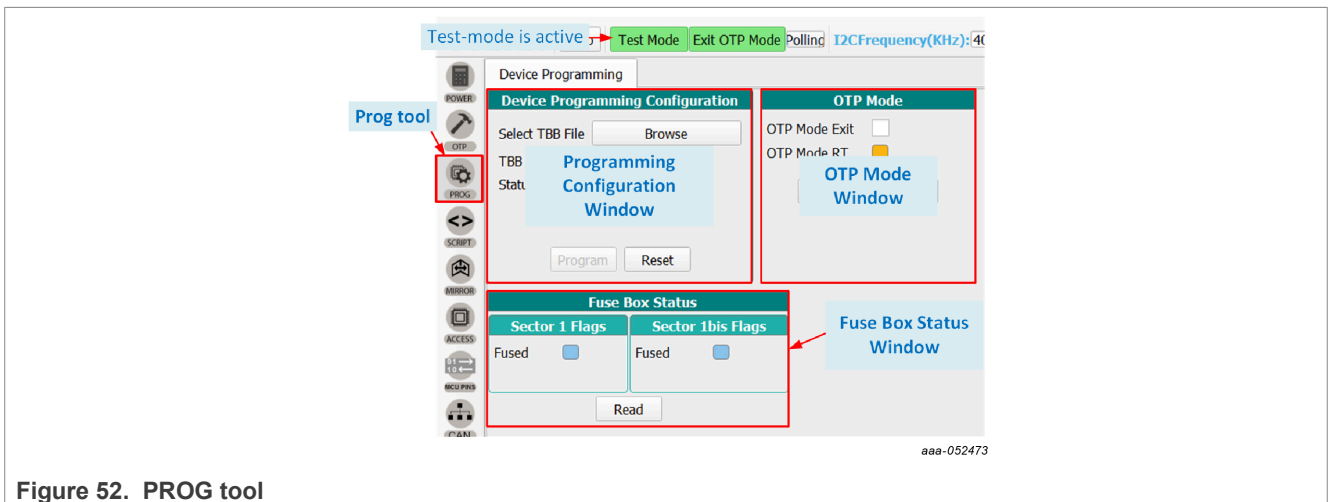 Test-mode is active
Test Mode
Exit OTP Mode
Polling
I2CFrequency(KHz):
40
Device Programming
POWER
Prog tool
OTP
PROG
SCRIPT
MIRROR
ACCESS
MCU PINS
CAN
Device Programming Configuration
Select TBB File
Browse
TBB
Programming
Configuration
Window
Program
Reset
OTP Mode
OTP Mode Exit
OTP Mode RT
OTP Mode
Window
Fuse Box Status
Sector 1 Flags
Sector 1bis Flags
Fused
Fused
Read
Fuse Box Status
Window
aaa-052473
Figure 52. PROG tool